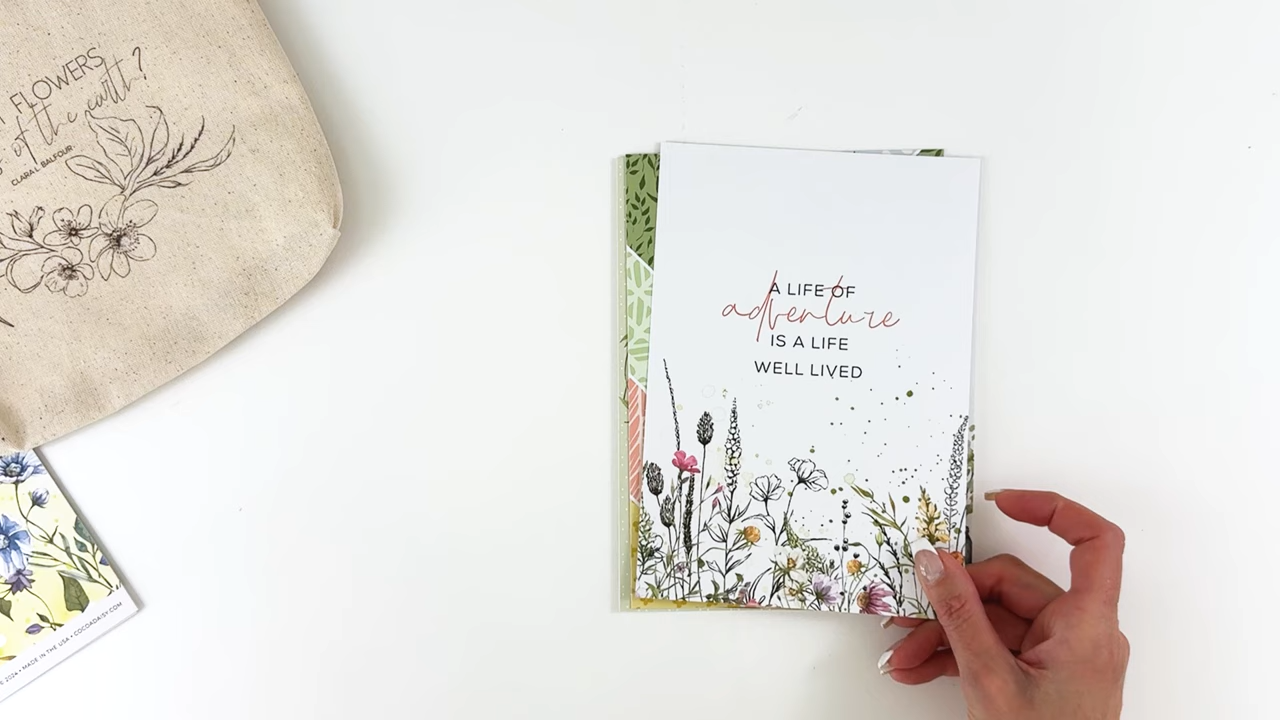 FLOWERS
of the earth?
CLARA L. BALFOUR
A LIFE OF
adventure
IS A LIFE
WELL LIVED
2024 • MADE IN THE USA • COCOADAISY.COM